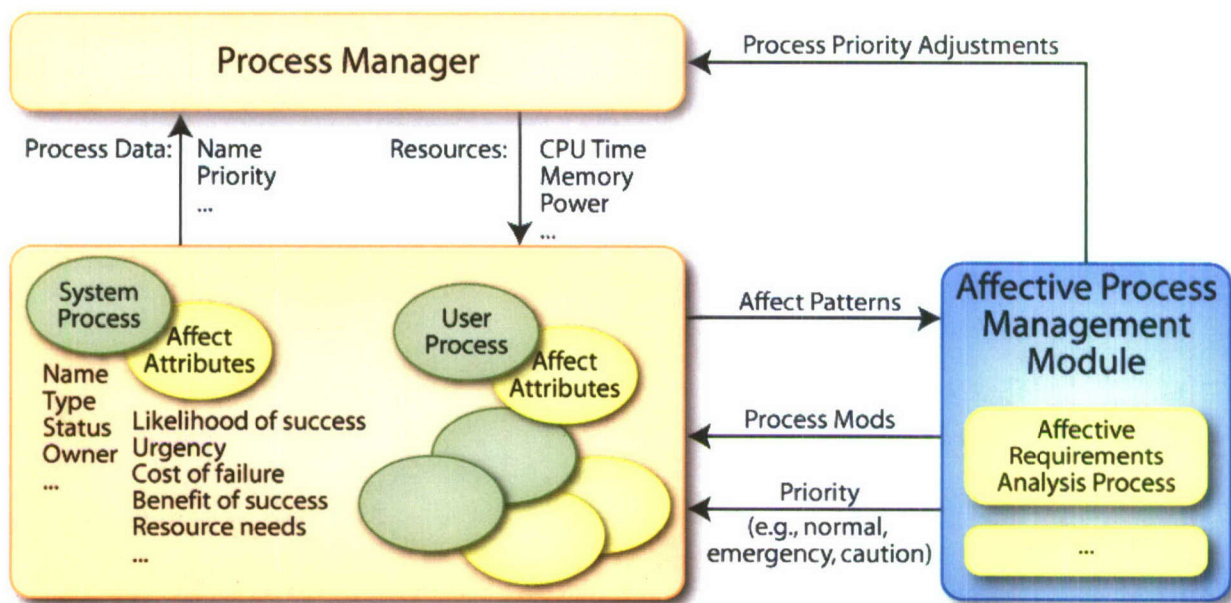 Process Manager
Process Priority Adjustments
Process Data:
Name
Priority
...
Resources:
CPU Time
Memory
Power
...
System
Process
Affect
Attributes
Name
Type
Status
Owner
...
Likelihood of success
Urgency
Cost of failure
Benefit of success
Resource needs
...
User
Process
Affect
Attributes
Affect Patterns
Process Mods
Priority
(e.g., normal,
emergency, caution)
Affective Process
Management
Module
Affective
Requirements
Analysis Process
...